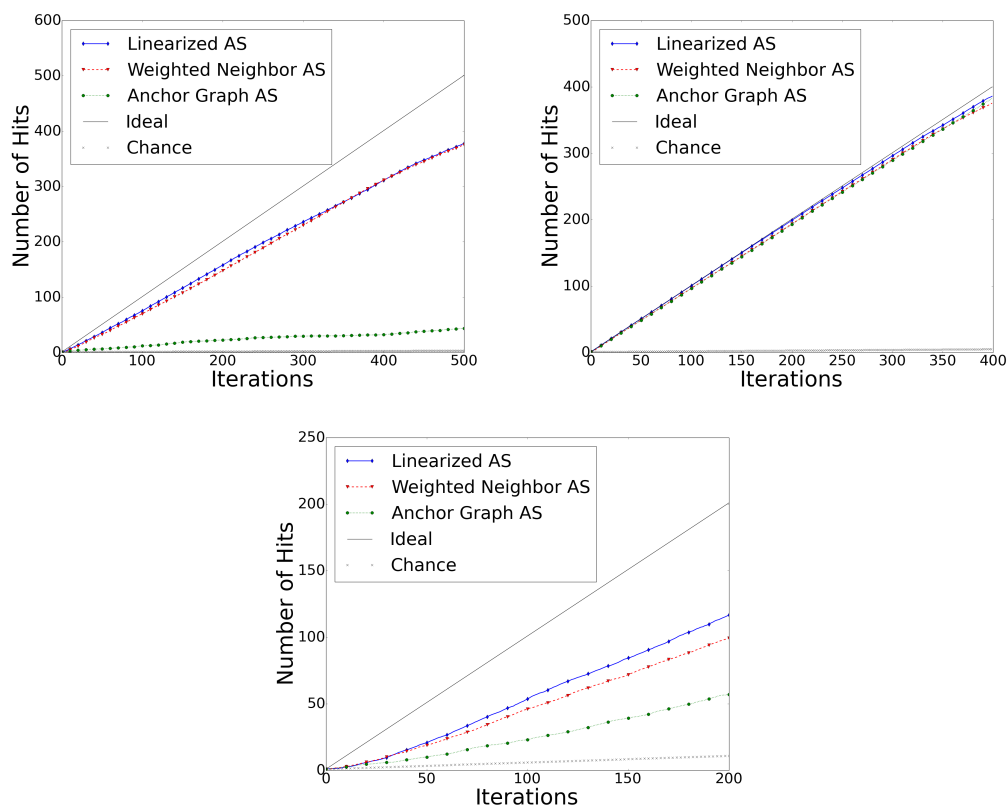 600
500
400
300
200
100
0
Number of Hits
Linearized AS
Weighted Neighbor AS
Anchor Graph AS
Ideal
Chance
0 100 200 300 400 500
Iterations
500
400
300
200
100
0
Number of Hits
Linearized AS
Weighted Neighbor AS
Anchor Graph AS
Ideal
Chance
0 50 100 150 200 250 300 350 400
Iterations
250
200
150
100
50
0
Number of Hits
Linearized AS
Weighted Neighbor AS
Anchor Graph AS
Ideal
Chance
0 50 100 150 200
Iterations